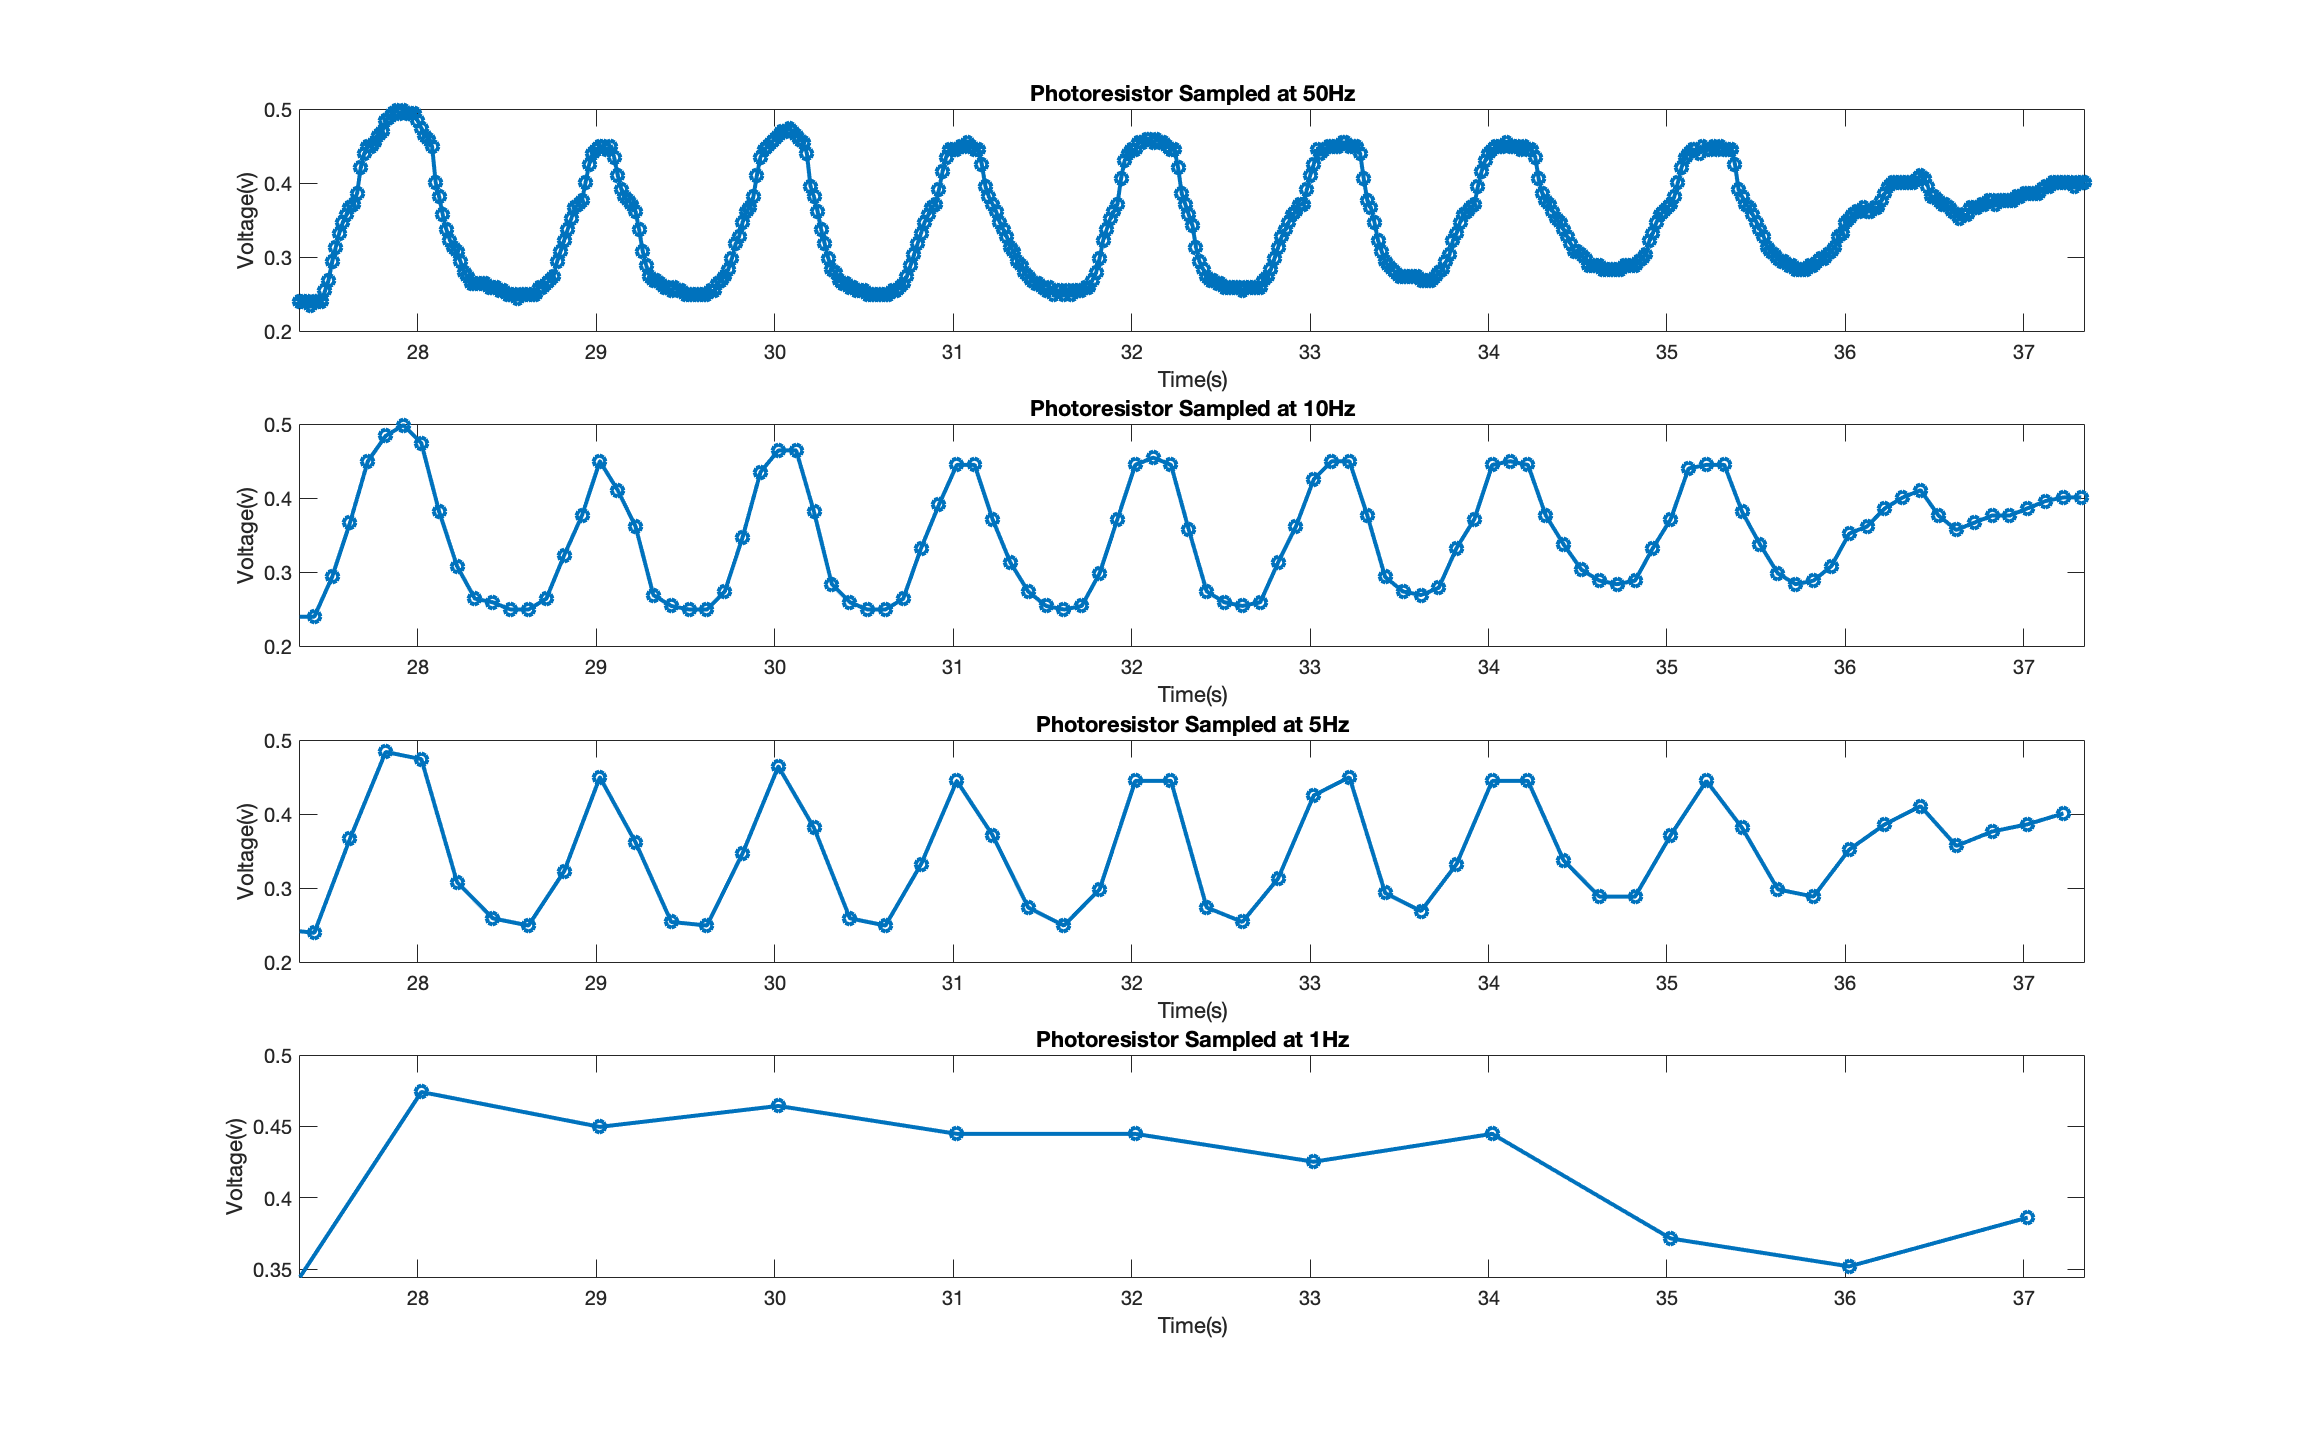 Photoresistor Sampled at 50Hz
0.5
0.4
0.3
0.2
Voltage(v)
28 29 30 31 32 33 34 35 36 37
Time(s)
Photoresistor Sampled at 10Hz
0.5
0.4
0.3
0.2
Voltage(v)
28 29 30 31 32 33 34 35 36 37
Time(s)
Photoresistor Sampled at 5Hz
0.5
0.4
0.3
0.2
Voltage(v)
28 29 30 31 32 33 34 35 36 37
Time(s)
Photoresistor Sampled at 1Hz
0.5
0.45
0.4
0.35
Voltage(v)
28 29 30 31 32 33 34 35 36 37
Time(s)